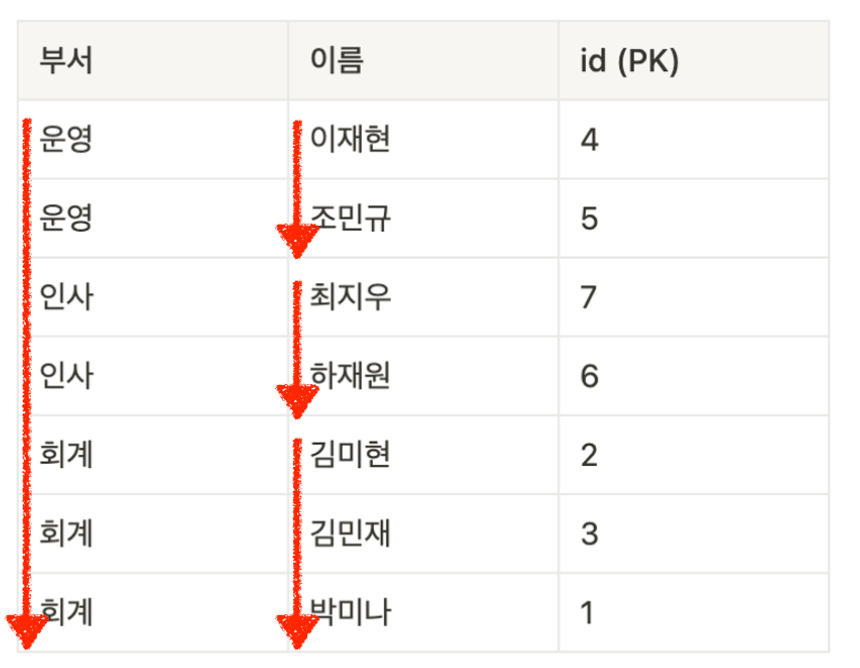 부서 이름 id (PK)
운영 이재현 4
운영 조민규 5
인사 최지우 7
인사 하재원 6
회계 김미현 2
회계 김민재 3
회계 박미나 1